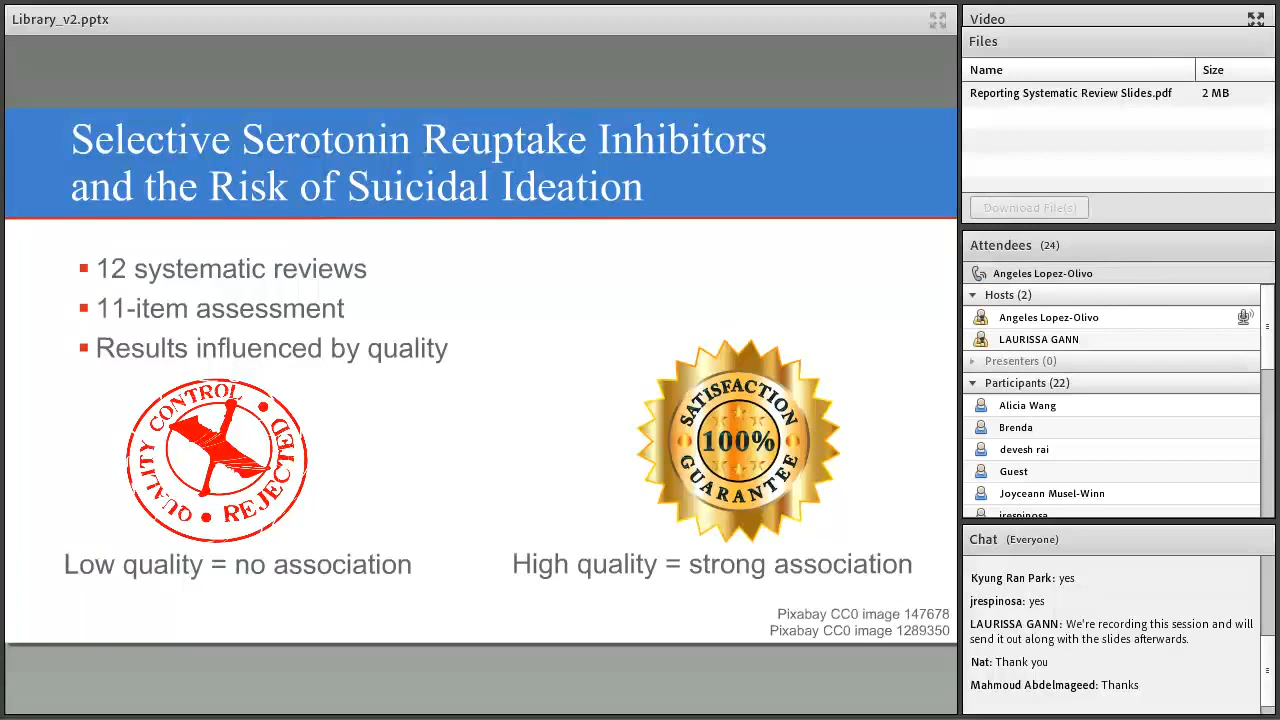 Library_v2.pptx
Selective Serotonin Reuptake Inhibitors
and the Risk of Suicidal Ideation
12 systematic reviews
11-item assessment
Results influenced by quality
QUALITY CONTROL
REJECTED
Low quality = no association
SATISFACTION
100%
GUARANTEE
High quality = strong association
Pixabay CC0 image 147678
Pixabay CC0 image 1289350
Video
Files
Name Size
Reporting Systematic Review Slides.pdf 2 MB
Download File(s)
Attendees (24)
Angeles Lopez-Olivo
Hosts (2)
Angeles Lopez-Olivo
LAURISSA GANN
Presenters (0)
Participants (22)
Alicia Wang
Brenda
devesh rai
Guest
Joyceann Musel-Winn
jrespinosa
Chat (Everyone)
Kyung Ran Park: yes
jrespinosa: yes
LAURISSA GANN: We're recording this session and will
send it out along with the slides afterwards.
Nat: Thank you
Mahmoud Abdelmageed: Thanks